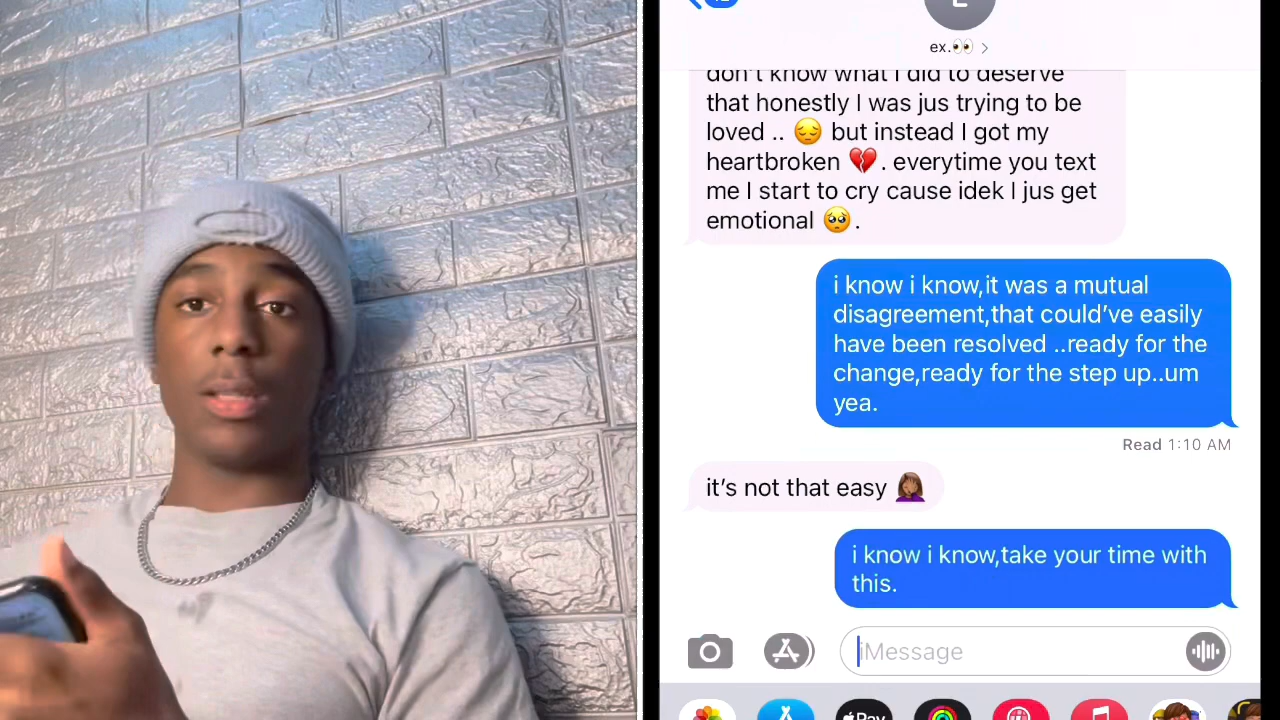 ex.👀 >
don't know what I did to deserve
that honestly I was jus trying to be
loved .. 😔 but instead I got my
heartbroken 💔. everytime you text
me I start to cry cause idek I jus get
emotional 🥺.
i know i know,it was a mutual
disagreement,that could've easily
have been resolved ..ready for the
change,ready for the step up..um
yea.
Read 1:10 AM
it's not that easy 🤦🏾‍♀️
i know i know,take your time with
this.
iMessage
Pay